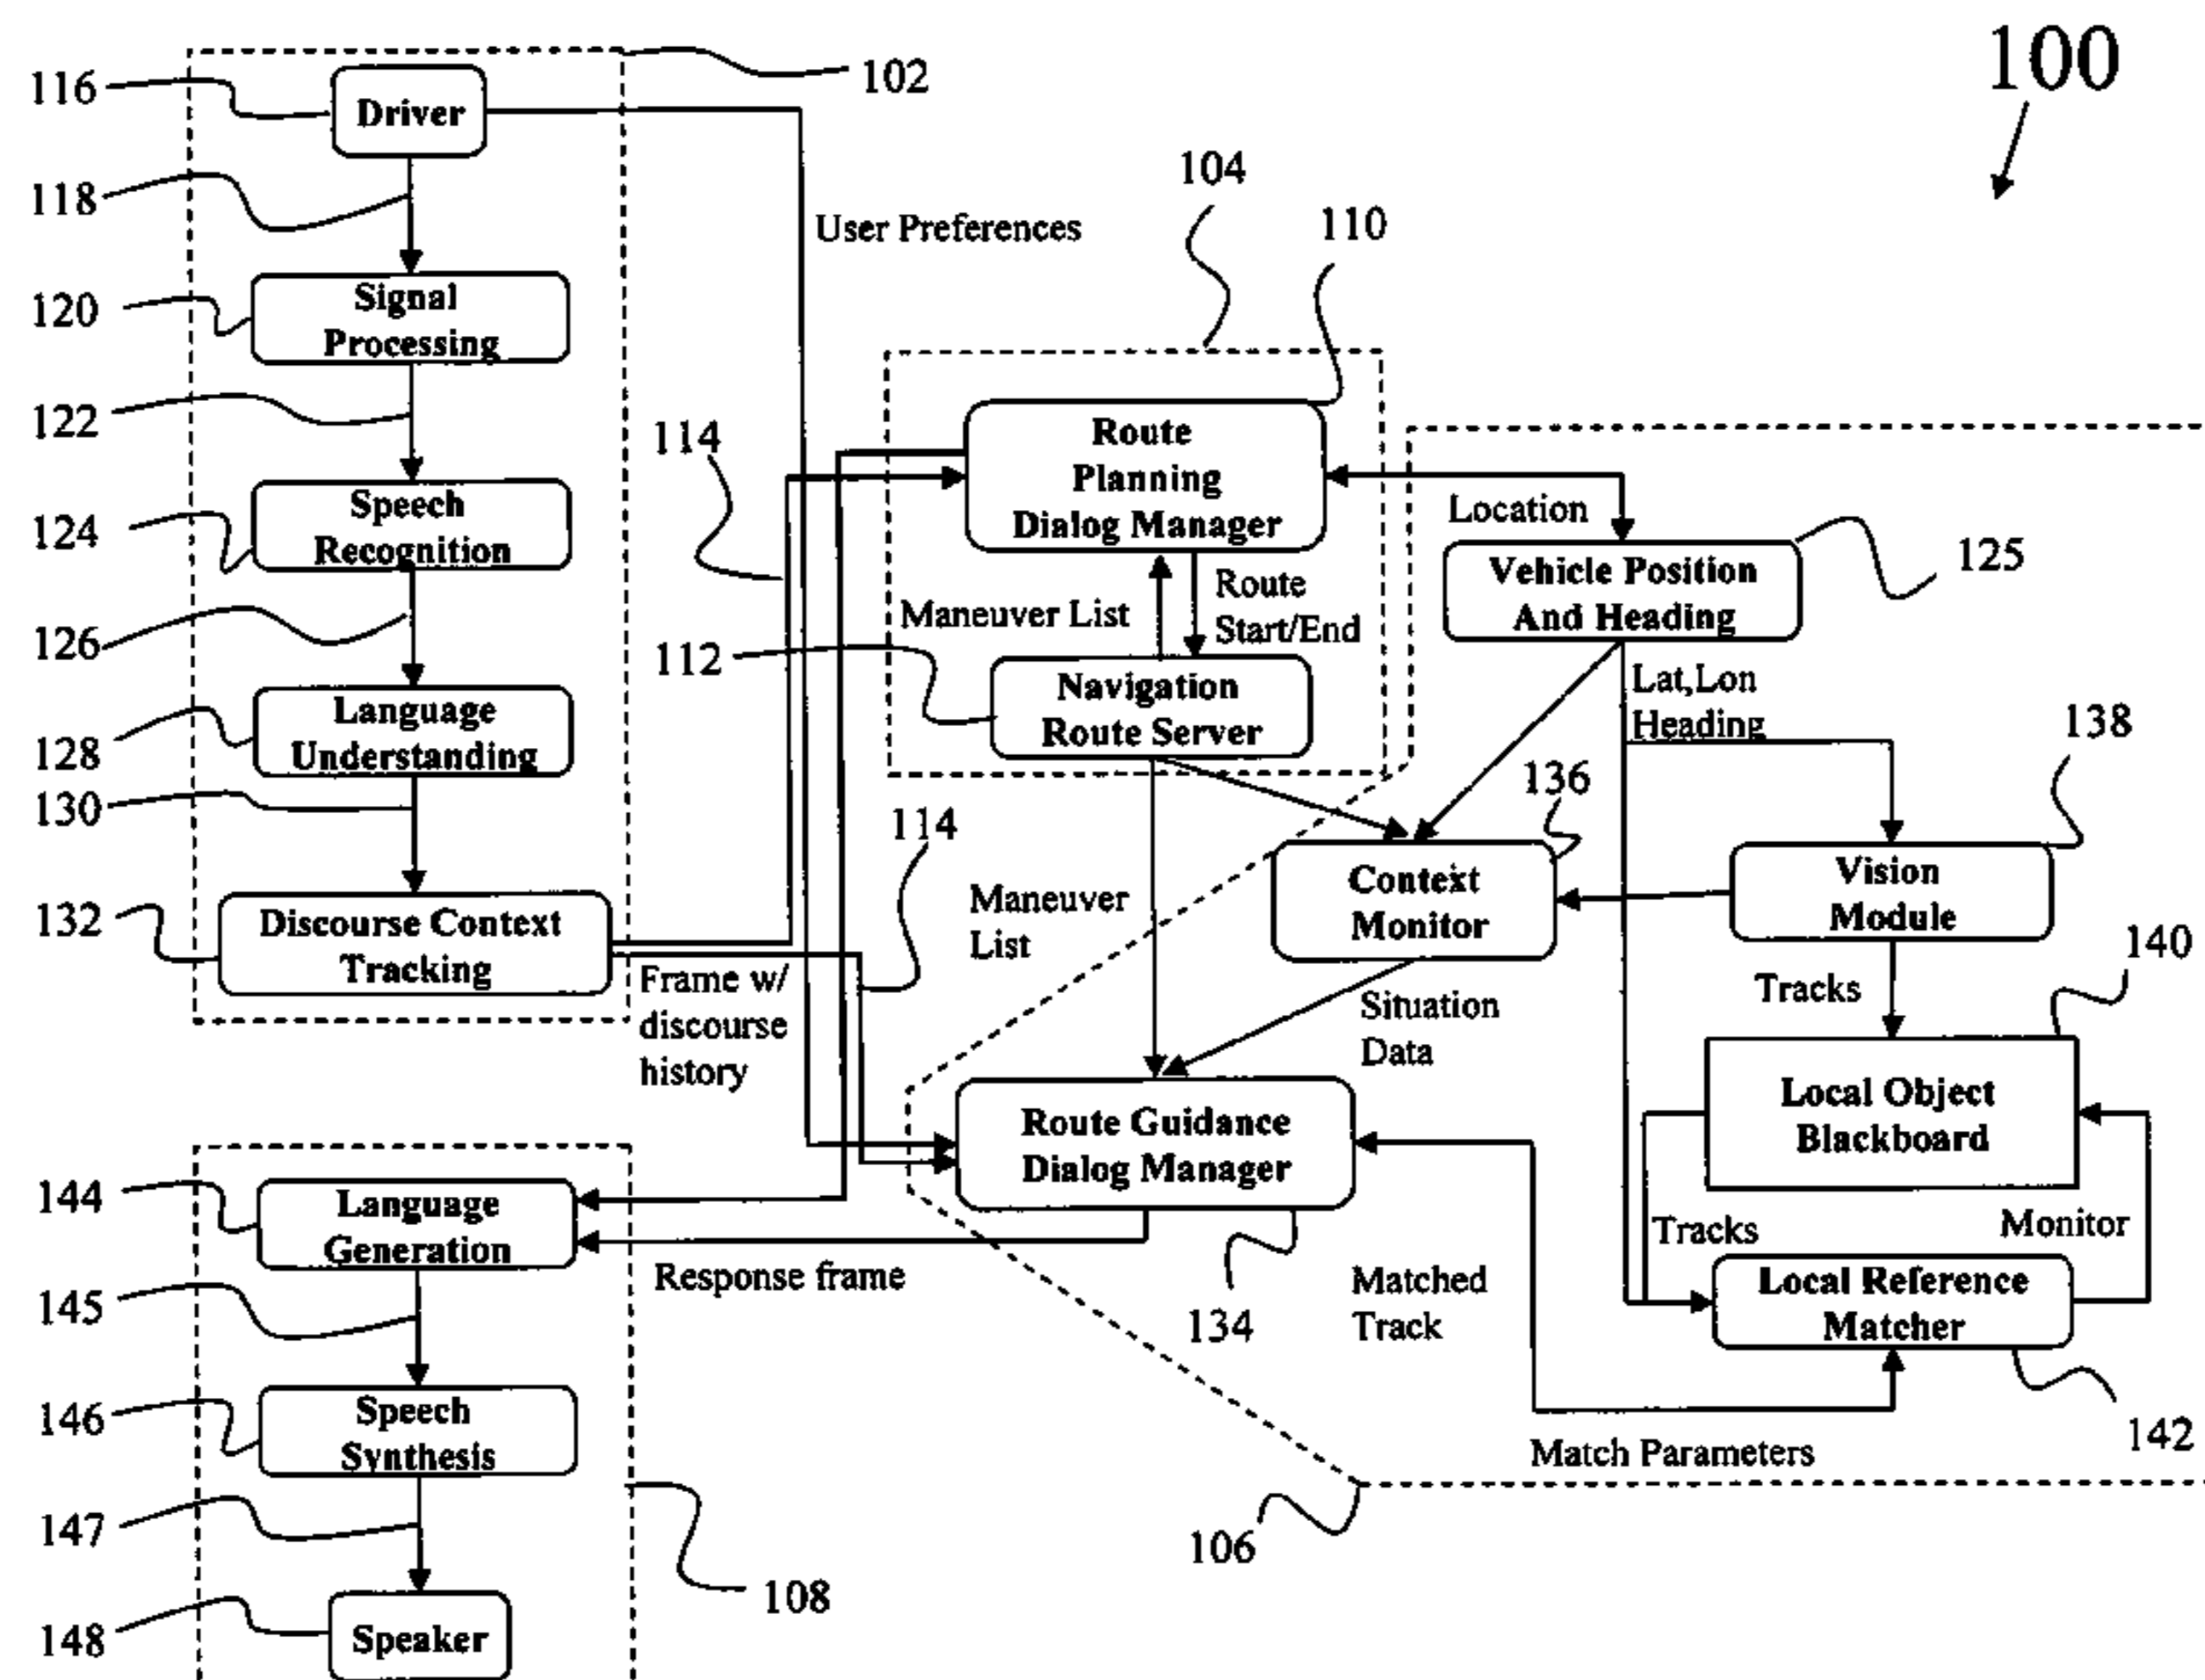 100
116
Driver
102
118
User Preferences
104
110
120
Signal
Processing
122
114
Route
Planning
Dialog Manager
Location
124
Speech
Recognition
Vehicle Position
And Heading
125
Maneuver List
Route
Start/End
126
112
Navigation
Route Server
Lat,Lon
Heading
138
128
Language
Understanding
136
130
114
Context
Monitor
Vision
Module
Maneuver
List
132
Discourse Context
Tracking
140
Frame w/
discourse
history
Situation
Data
Tracks
Local Object
Blackboard
Route Guidance
Dialog Manager
144
Language
Generation
Tracks
Monitor
Response frame
145
134
Matched
Track
Local Reference
Matcher
146
Speech
Synthesis
Match Parameters
142
147
106
108
148
Speaker